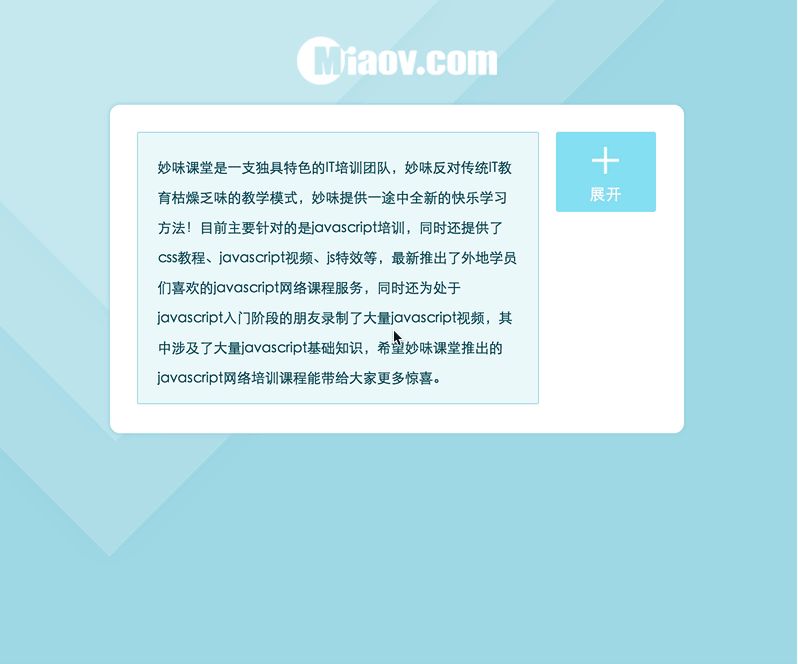 Miaov.com
妙味课堂是一支独具特色的IT培训团队，妙味反对传统IT教
育枯燥乏味的教学模式，妙味提供一途中全新的快乐学习
方法！目前主要针对的是javascript培训，同时还提供了
css教程、javascript视频、js特效等，最新推出了外地学员
们喜欢的javascript网络课程服务，同时还为处于
javascript入门阶段的朋友录制了大量javascript视频，其
中涉及了大量javascript基础知识，希望妙味课堂推出的
javascript网络培训课程能带给大家更多惊喜。
展开